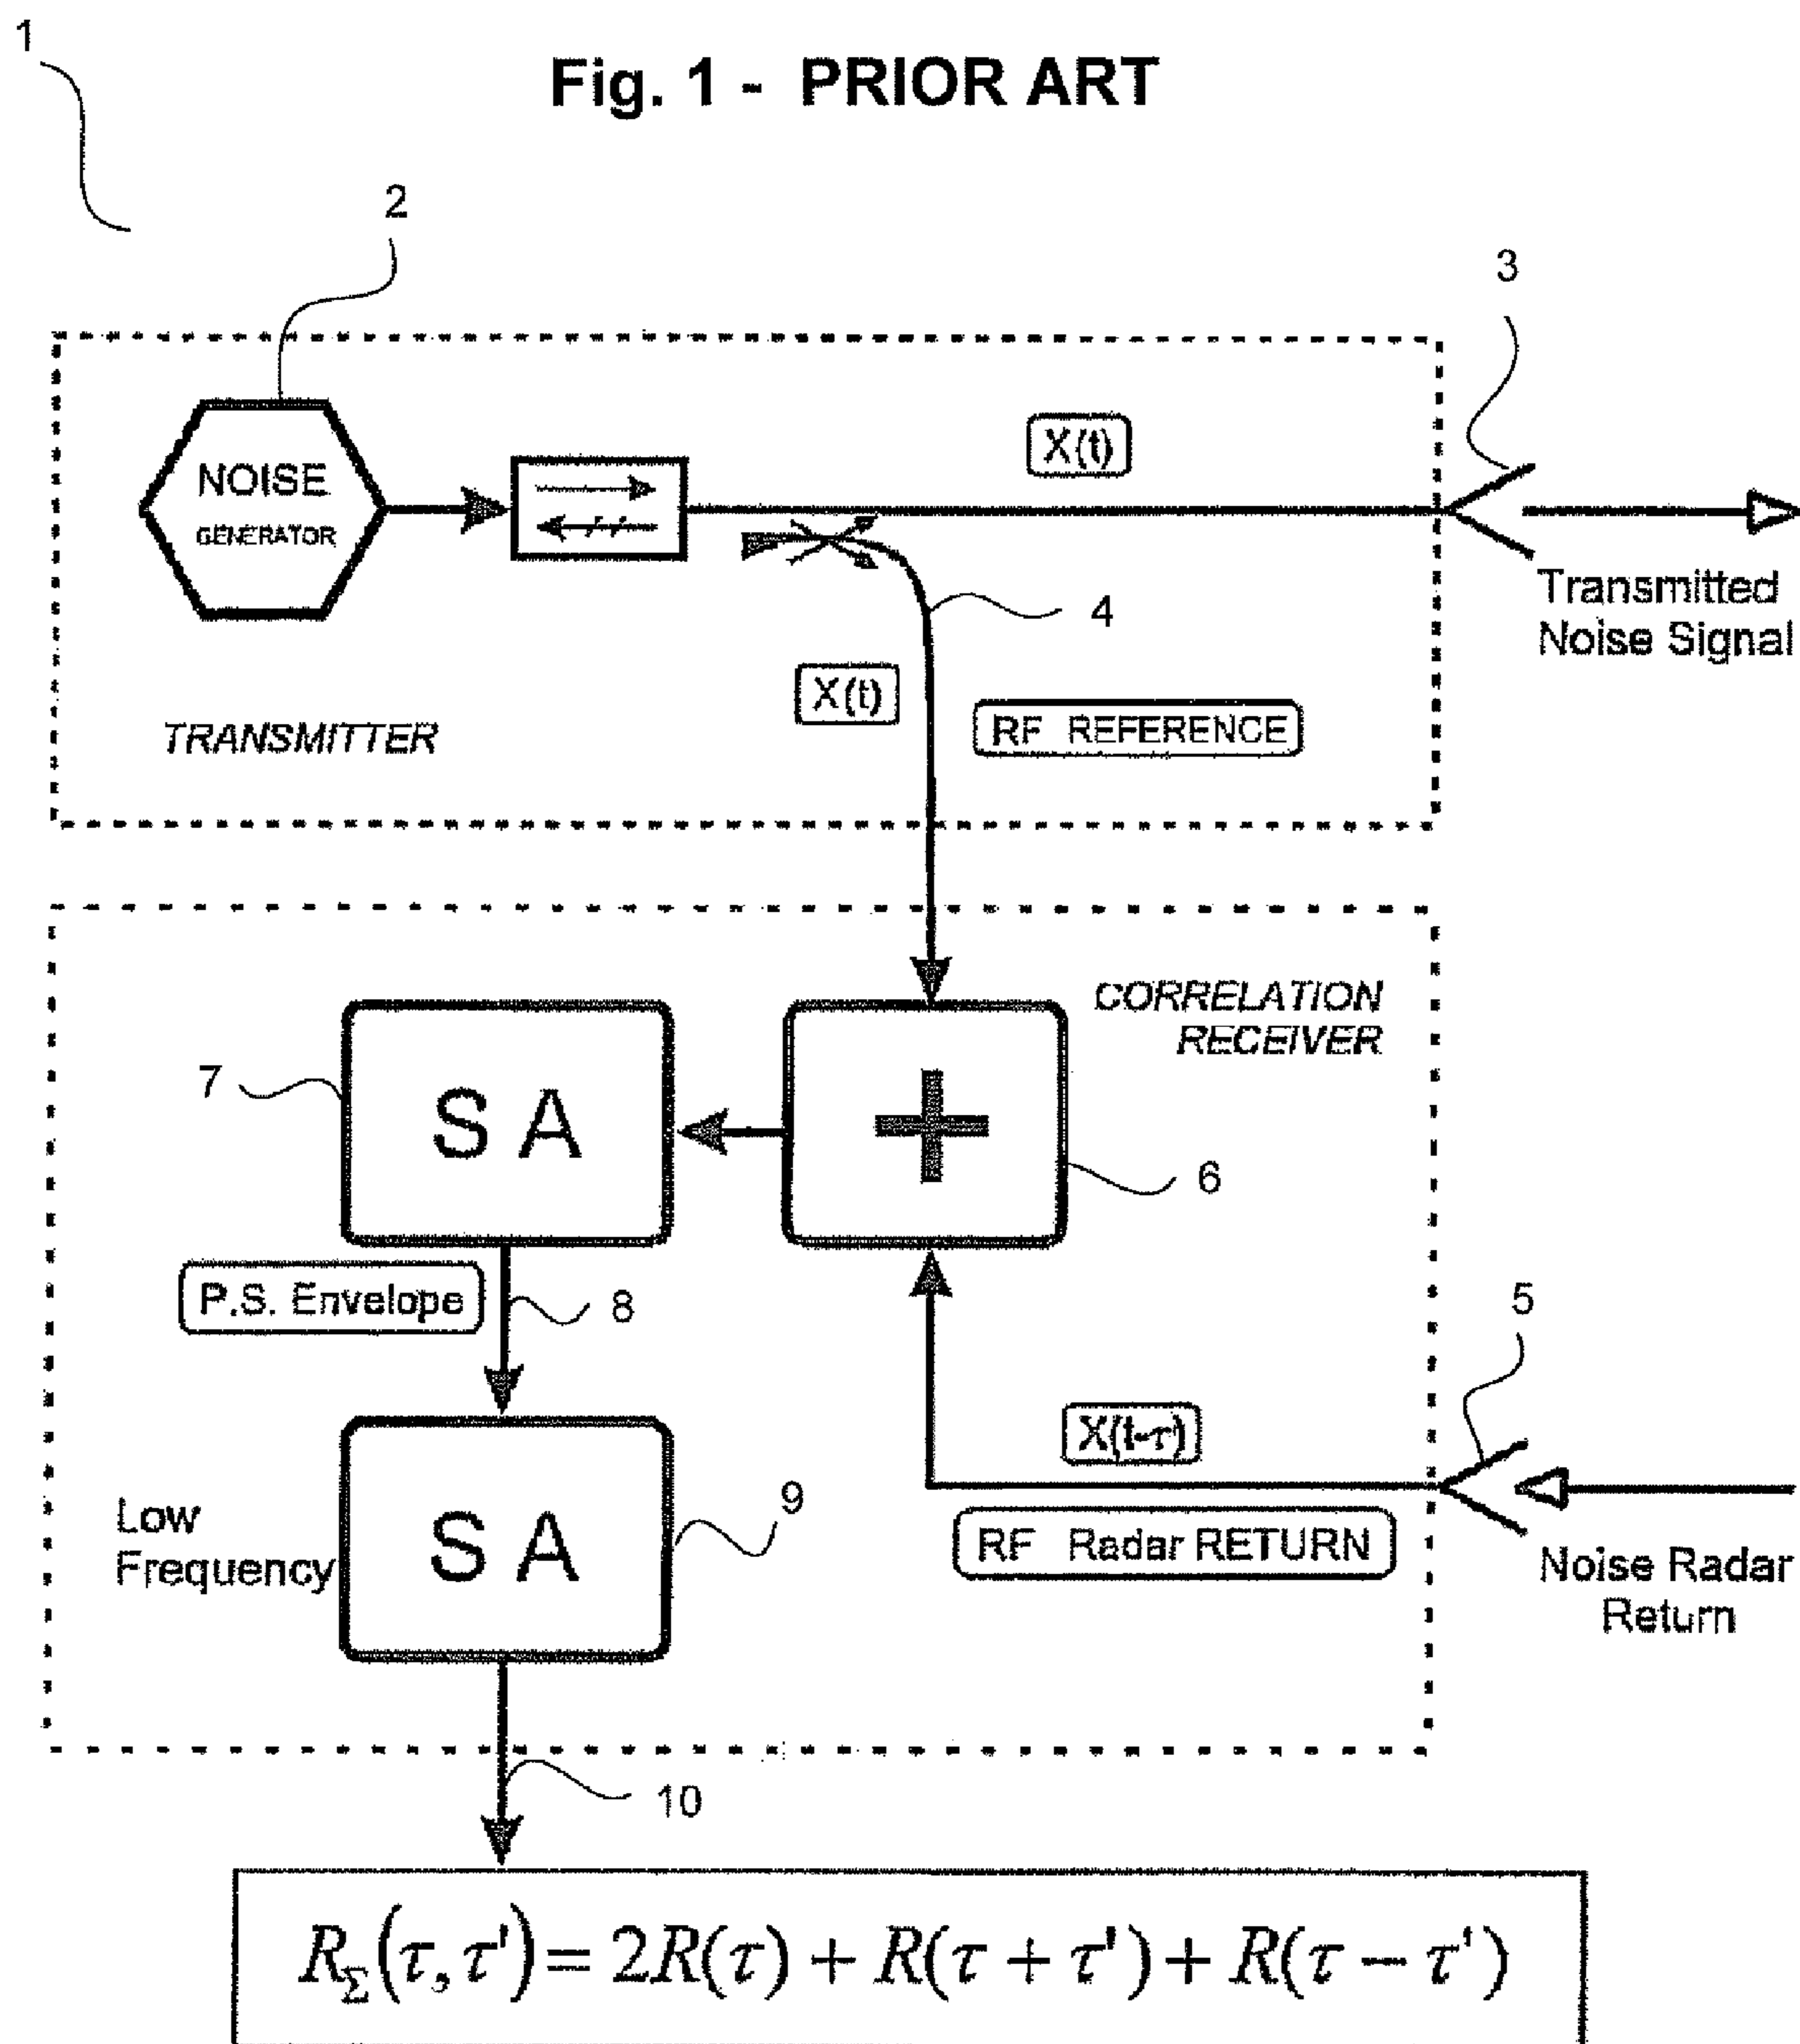 1
Fig. 1 - PRIOR ART
2
3
NOISE
GENERATOR
X(t)
Transmitted
Noise Signal
4
X(t)
RF REFERENCE
TRANSMITTER
CORRELATION
RECEIVER
7
S A
+
6
P.S. Envelope
8
5
X(t-τ)
RF Radar RETURN
Low
Frequency
S A
9
Noise Radar
Return
10
R_Σ(τ,τ')= 2R(τ) + R(τ + τ') + R(τ − τ')